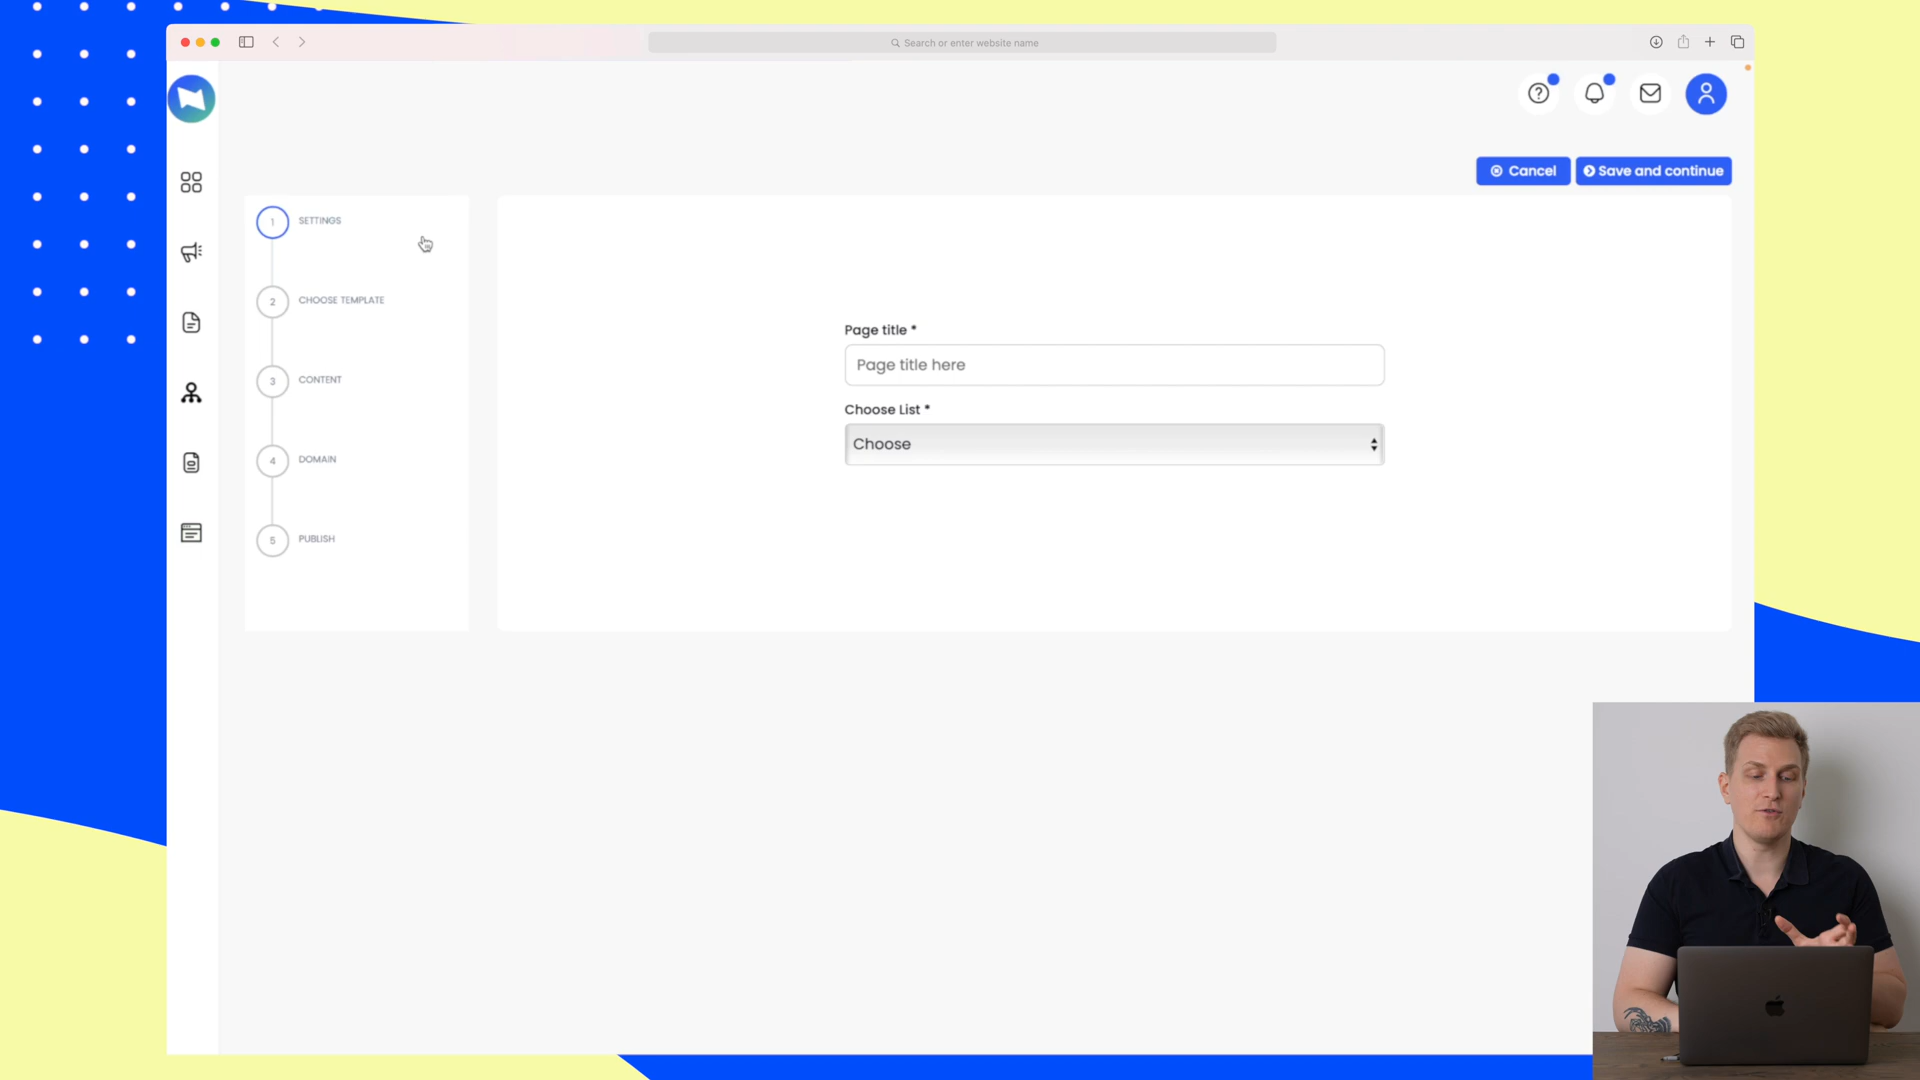 Search or enter website name
Cancel
Save and continue
1 SETTINGS
2 CHOOSE TEMPLATE
3 CONTENT
4 DOMAIN
5 PUBLISH
Page title *
Page title here
Choose List *
Choose